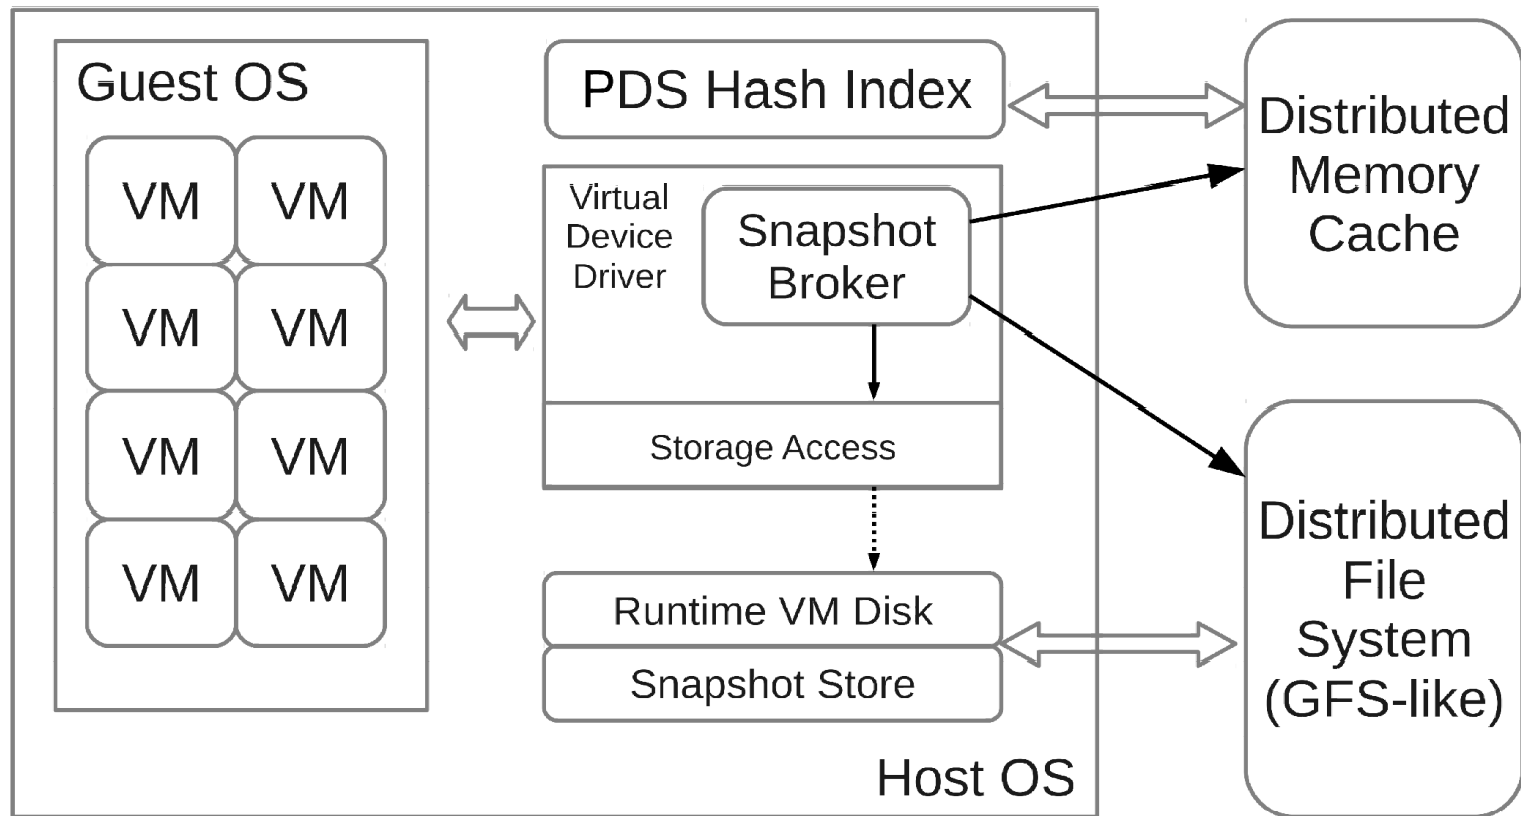 Guest OS
VM VM
VM VM
VM VM
VM VM
PDS Hash Index
Virtual
Device
Driver
Snapshot
Broker
Storage Access
Runtime VM Disk
Snapshot Store
Host OS
Distributed
Memory
Cache
Distributed
File
System
(GFS-like)